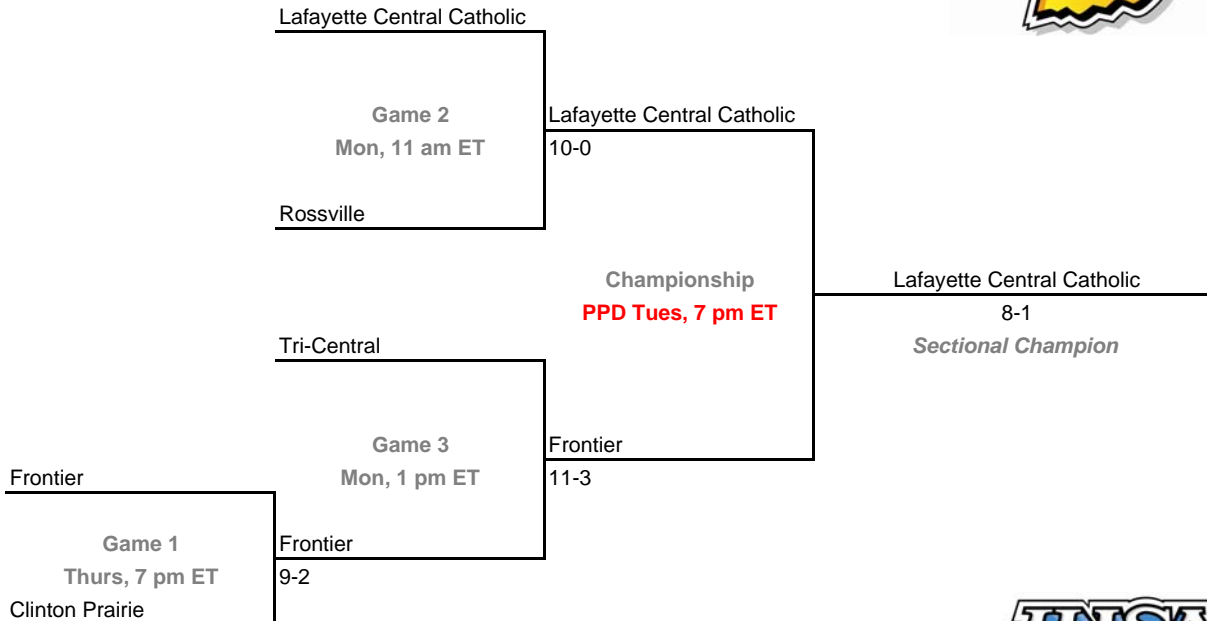 Lafayette Central Catholic
Game 2
Mon, 11 am ET
Lafayette Central Catholic
10-0
Rossville
Championship
PPD Tues, 7 pm ET
Lafayette Central Catholic
8-1
Sectional Champion
Tri-Central
Game 3
Mon, 1 pm ET
Frontier
11-3
Frontier
Game 1
Thurs, 7 pm ET
Frontier
9-2
Clinton Prairie